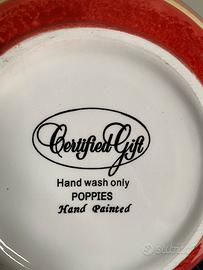 Certified Gift
Hand wash only
POPPIES
Hand Painted